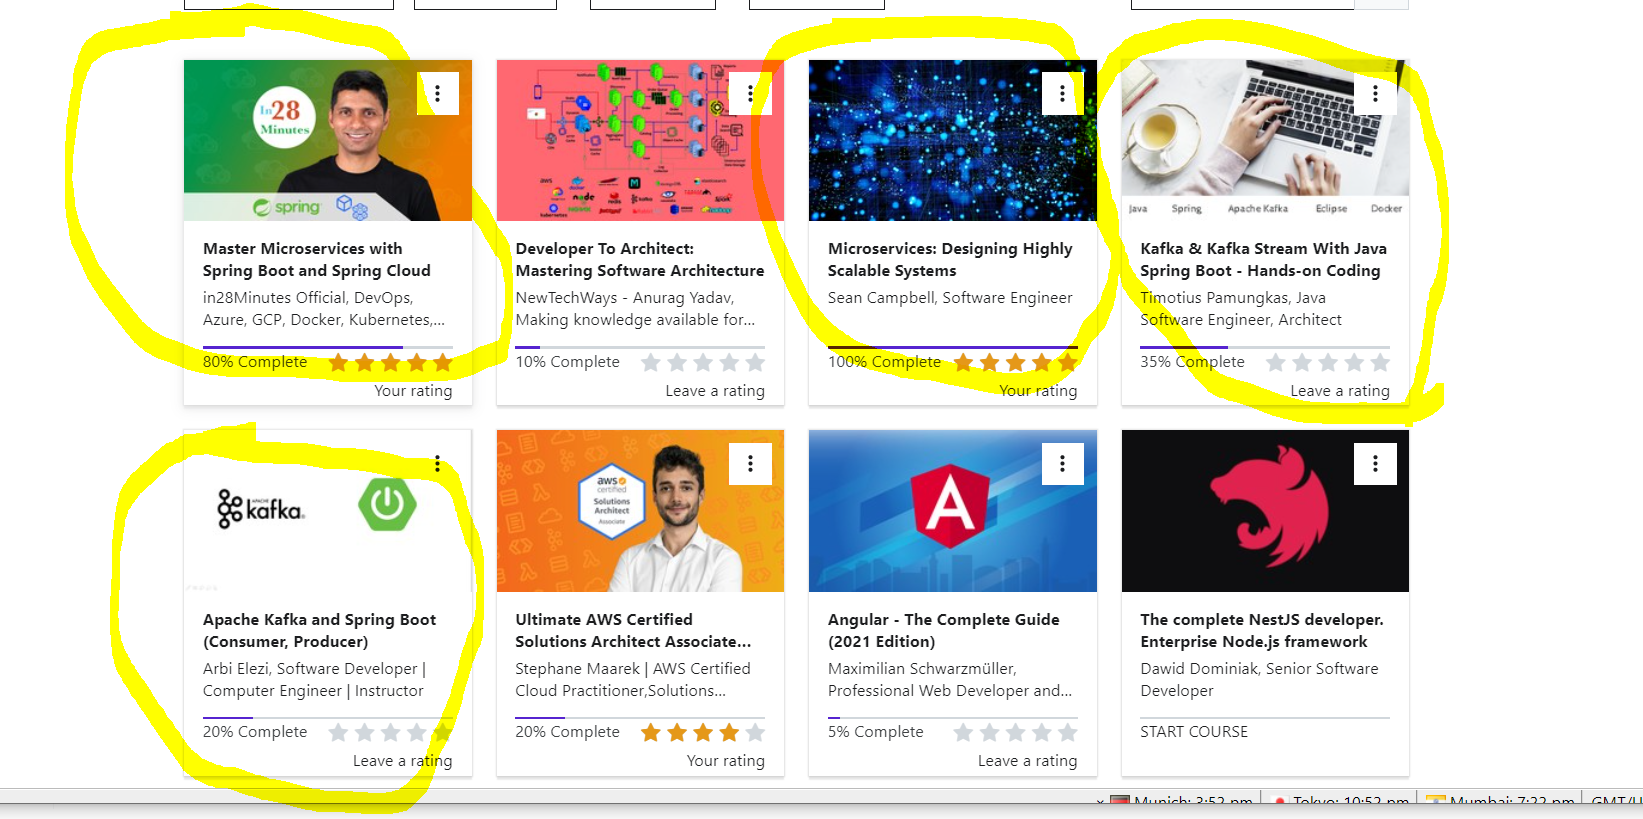 In28
Minutes
spring
Master Microservices with
Spring Boot and Spring Cloud
in28Minutes Official, DevOps,
Azure, GCP, Docker, Kubernetes,...
80% Complete
Your rating
aws
docker
node
kafka
kubernetes
Developer To Architect:
Mastering Software Architecture
NewTechWays - Anurag Yadav,
Making knowledge available for...
10% Complete
Leave a rating
Microservices: Designing Highly
Scalable Systems
Sean Campbell, Software Engineer
100% Complete
Your rating
Java Spring Apache Kafka Eclipse Docker
Kafka & Kafka Stream With Java
Spring Boot - Hands-on Coding
Timotius Pamungkas, Java
Software Engineer, Architect
35% Complete
Leave a rating
APACHE
kafka
Apache Kafka and Spring Boot
(Consumer, Producer)
Arbi Elezi, Software Developer |
Computer Engineer | Instructor
20% Complete
Leave a rating
aws
certified
Solutions
Architect
Associate
Ultimate AWS Certified
Solutions Architect Associate...
Stephane Maarek | AWS Certified
Cloud Practitioner,Solutions...
20% Complete
Your rating
A
Angular - The Complete Guide
(2021 Edition)
Maximilian Schwarzmüller,
Professional Web Developer and...
5% Complete
Leave a rating
The complete NestJS developer.
Enterprise Node.js framework
Dawid Dominiak, Senior Software
Developer
START COURSE
Munich: 3:52 pm Tokyo: 10:52 pm Mumbai: 7:22 pm GMT/U